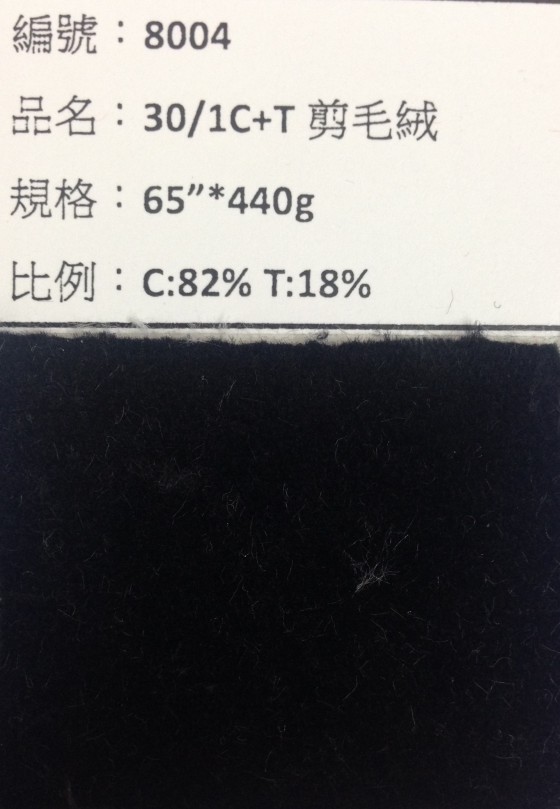 編號：8004
品名：30/1C+T 剪毛絨
規格：65”*440g
比例：C:82% T:18%